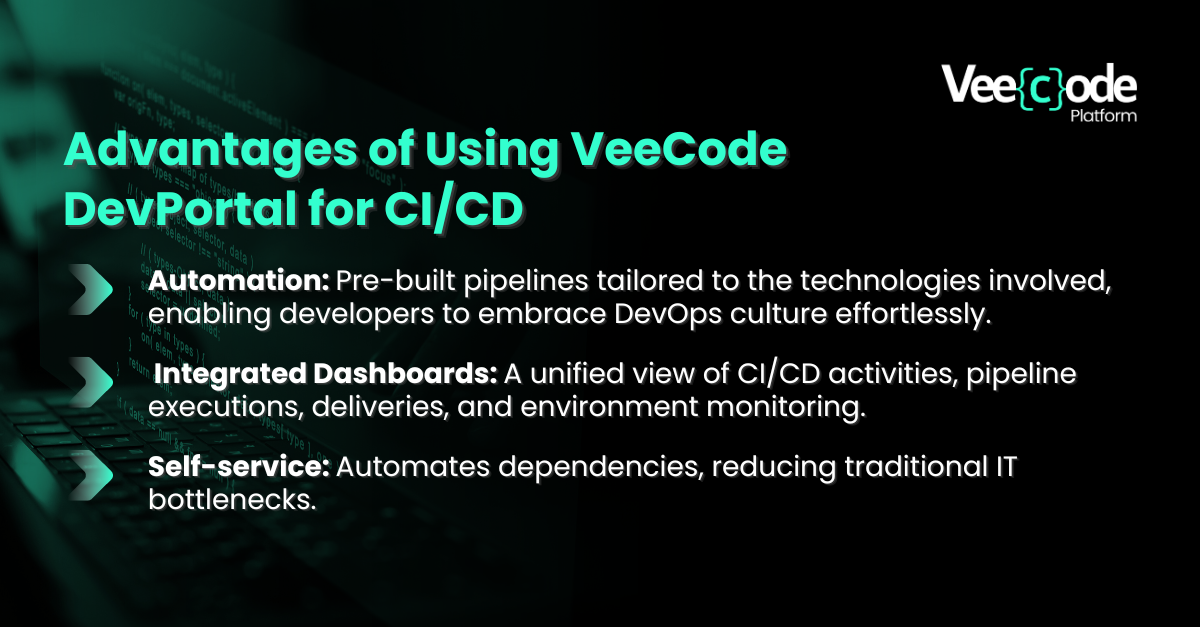 Vee{c}ode
Platform
Advantages of Using VeeCode
DevPortal for CI/CD
Automation: Pre-built pipelines tailored to the technologies involved,
enabling developers to embrace DevOps culture effortlessly.
Integrated Dashboards: A unified view of CI/CD activities, pipeline
executions, deliveries, and environment monitoring.
Self-service: Automates dependencies, reducing traditional IT
bottlenecks.